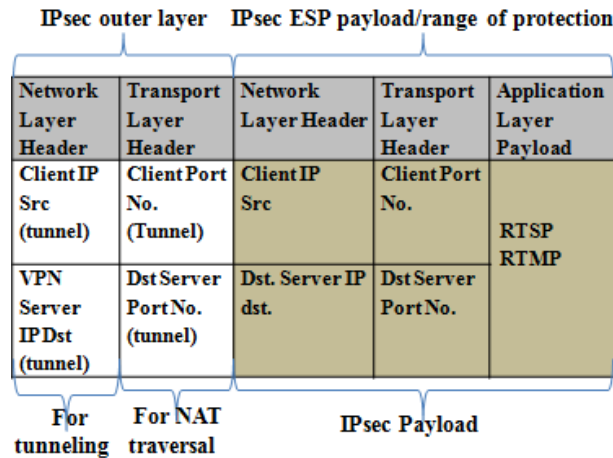 IPsec outer layer
IPsec ESP payload/range of protection
Network
Layer
Header
Transport
Layer
Header
Network
Layer Header
Transport
Layer
Header
Application
Layer
Payload
Client IP
Src
(tunnel)
Client Port
No.
(Tunnel)
Client IP
Src
Client Port
No.
RTSP
RTMP
VPN
Server
IP Dst
(tunnel)
Dst Server
Port No.
(tunnel)
Dst. Server IP
dst.
Dst Server
Port No.
For
tunneling
For NAT
traversal
IPsec Payload